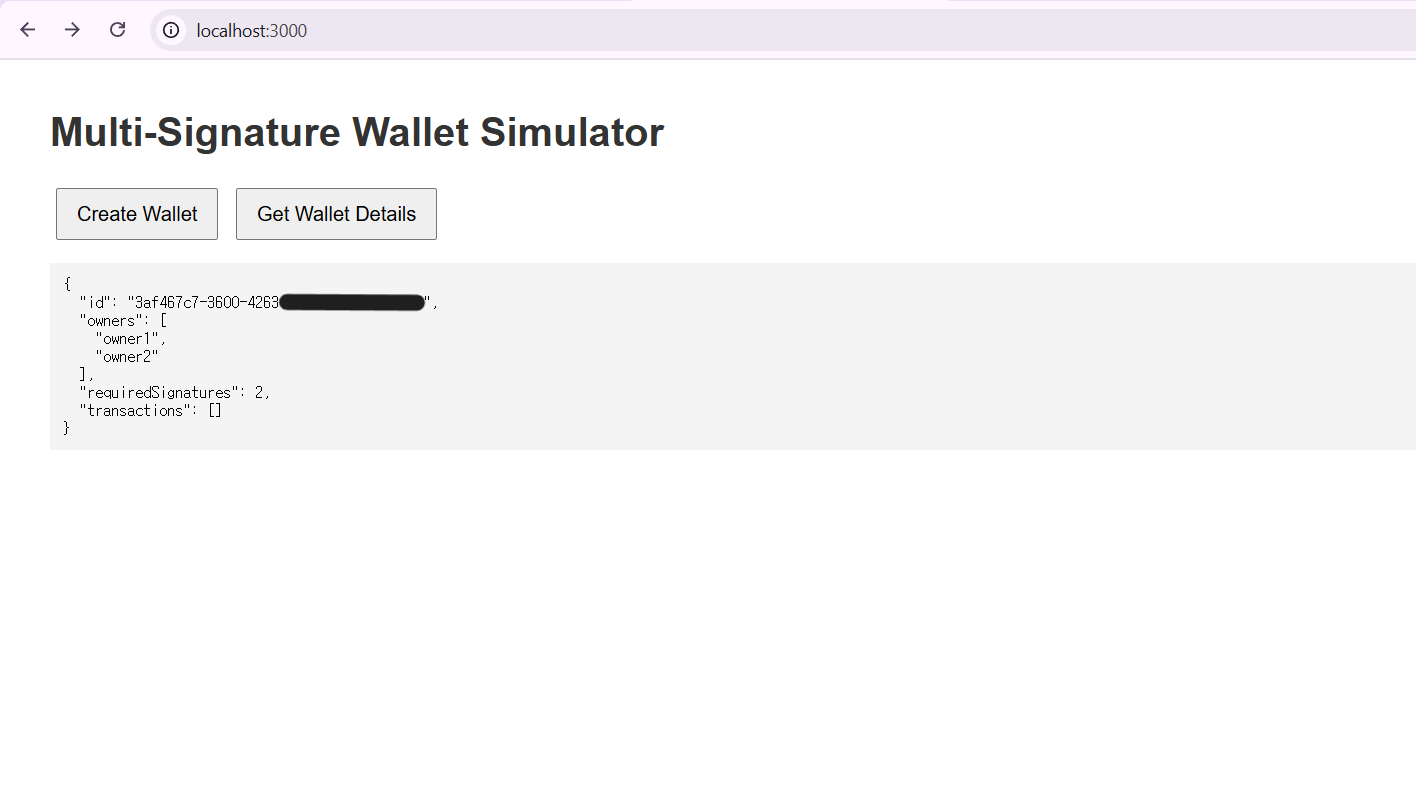 localhost:3000
Multi-Signature Wallet Simulator
Create Wallet Get Wallet Details
{
"id": "3af467c7-3600-4263",
"owners": [
"owner1",
"owner2"
],
"requiredSignatures": 2,
"transactions": []
}